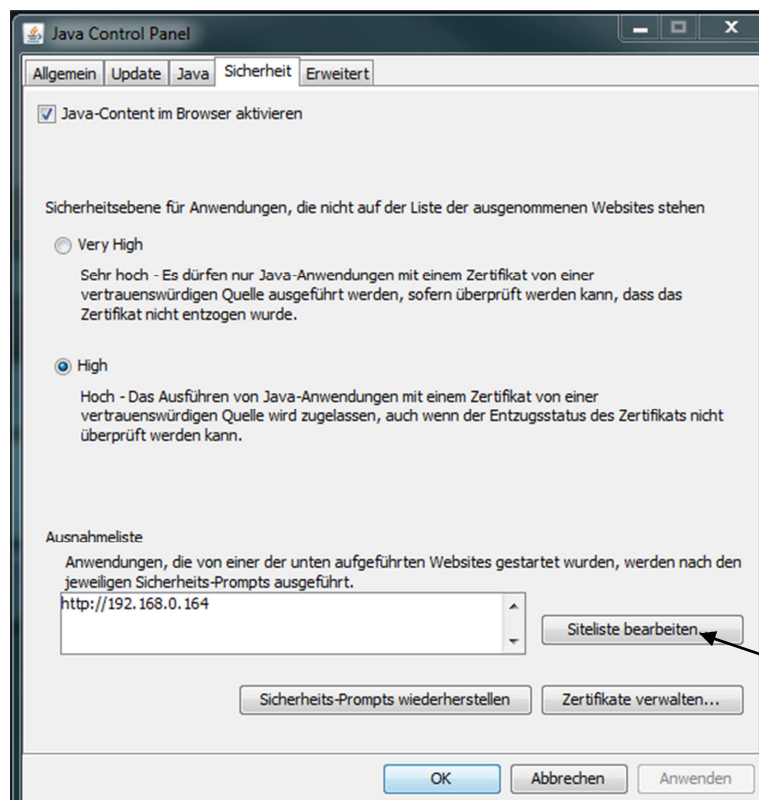 Java Control Panel
Allgemein Update Java Sicherheit Erweitert
Java-Content im Browser aktivieren
Sicherheitsebene für Anwendungen, die nicht auf der Liste der ausgenommenen Websites stehen
Very High
Sehr hoch - Es dürfen nur Java-Anwendungen mit einem Zertifikat von einer
vertrauenswürdigen Quelle ausgeführt werden, sofern überprüft werden kann, dass das
Zertifikat nicht entzogen wurde.
High
Hoch - Das Ausführen von Java-Anwendungen mit einem Zertifikat von einer
vertrauenswürdigen Quelle wird zugelassen, auch wenn der Entzugsstatus des Zertifikats nicht
überprüft werden kann.
Ausnahmeliste
Anwendungen, die von einer der unten aufgeführten Websites gestartet wurden, werden nach den
jeweiligen Sicherheits-Prompts ausgeführt.
http://192.168.0.164
Siteliste bearbeiten...
Sicherheits-Prompts wiederherstellen Zertifikate verwalten...
OK Abbrechen Anwenden